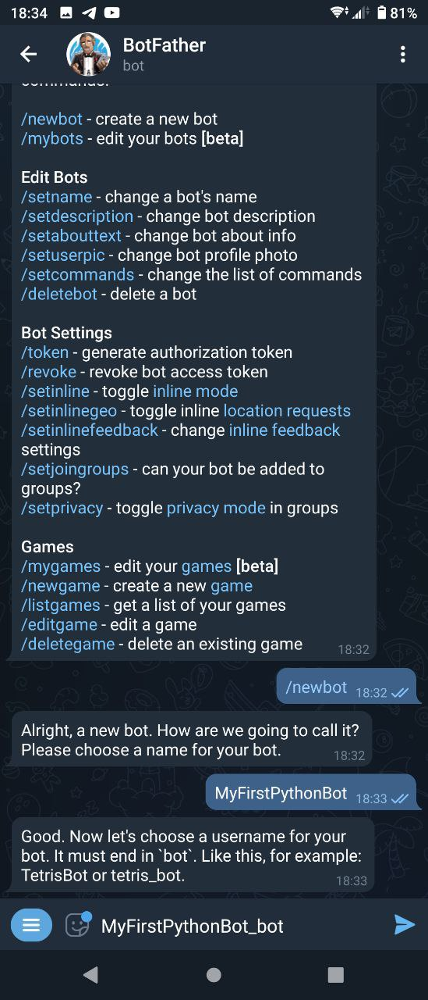 18:34
81%
BotFather
bot
commands:
/newbot - create a new bot
/mybots - edit your bots [beta]
Edit Bots
/setname - change a bot's name
/setdescription - change bot description
/setabouttext - change bot about info
/setuserpic - change bot profile photo
/setcommands - change the list of commands
/deletebot - delete a bot
Bot Settings
/token - generate authorization token
/revoke - revoke bot access token
/setinline - toggle inline mode
/setinlinegeo - toggle inline location requests
/setinlinefeedback - change inline feedback
settings
/setjoingroups - can your bot be added to
groups?
/setprivacy - toggle privacy mode in groups
Games
/mygames - edit your games [beta]
/newgame - create a new game
/listgames - get a list of your games
/editgame - edit a game
/deletegame - delete an existing game
18:32
/newbot 18:32
Alright, a new bot. How are we going to call it?
Please choose a name for your bot.
18:32
MyFirstPythonBot 18:33
Good. Now let's choose a username for your
bot. It must end in `bot`. Like this, for example:
TetrisBot or tetris_bot.
18:33
MyFirstPythonBot_bot